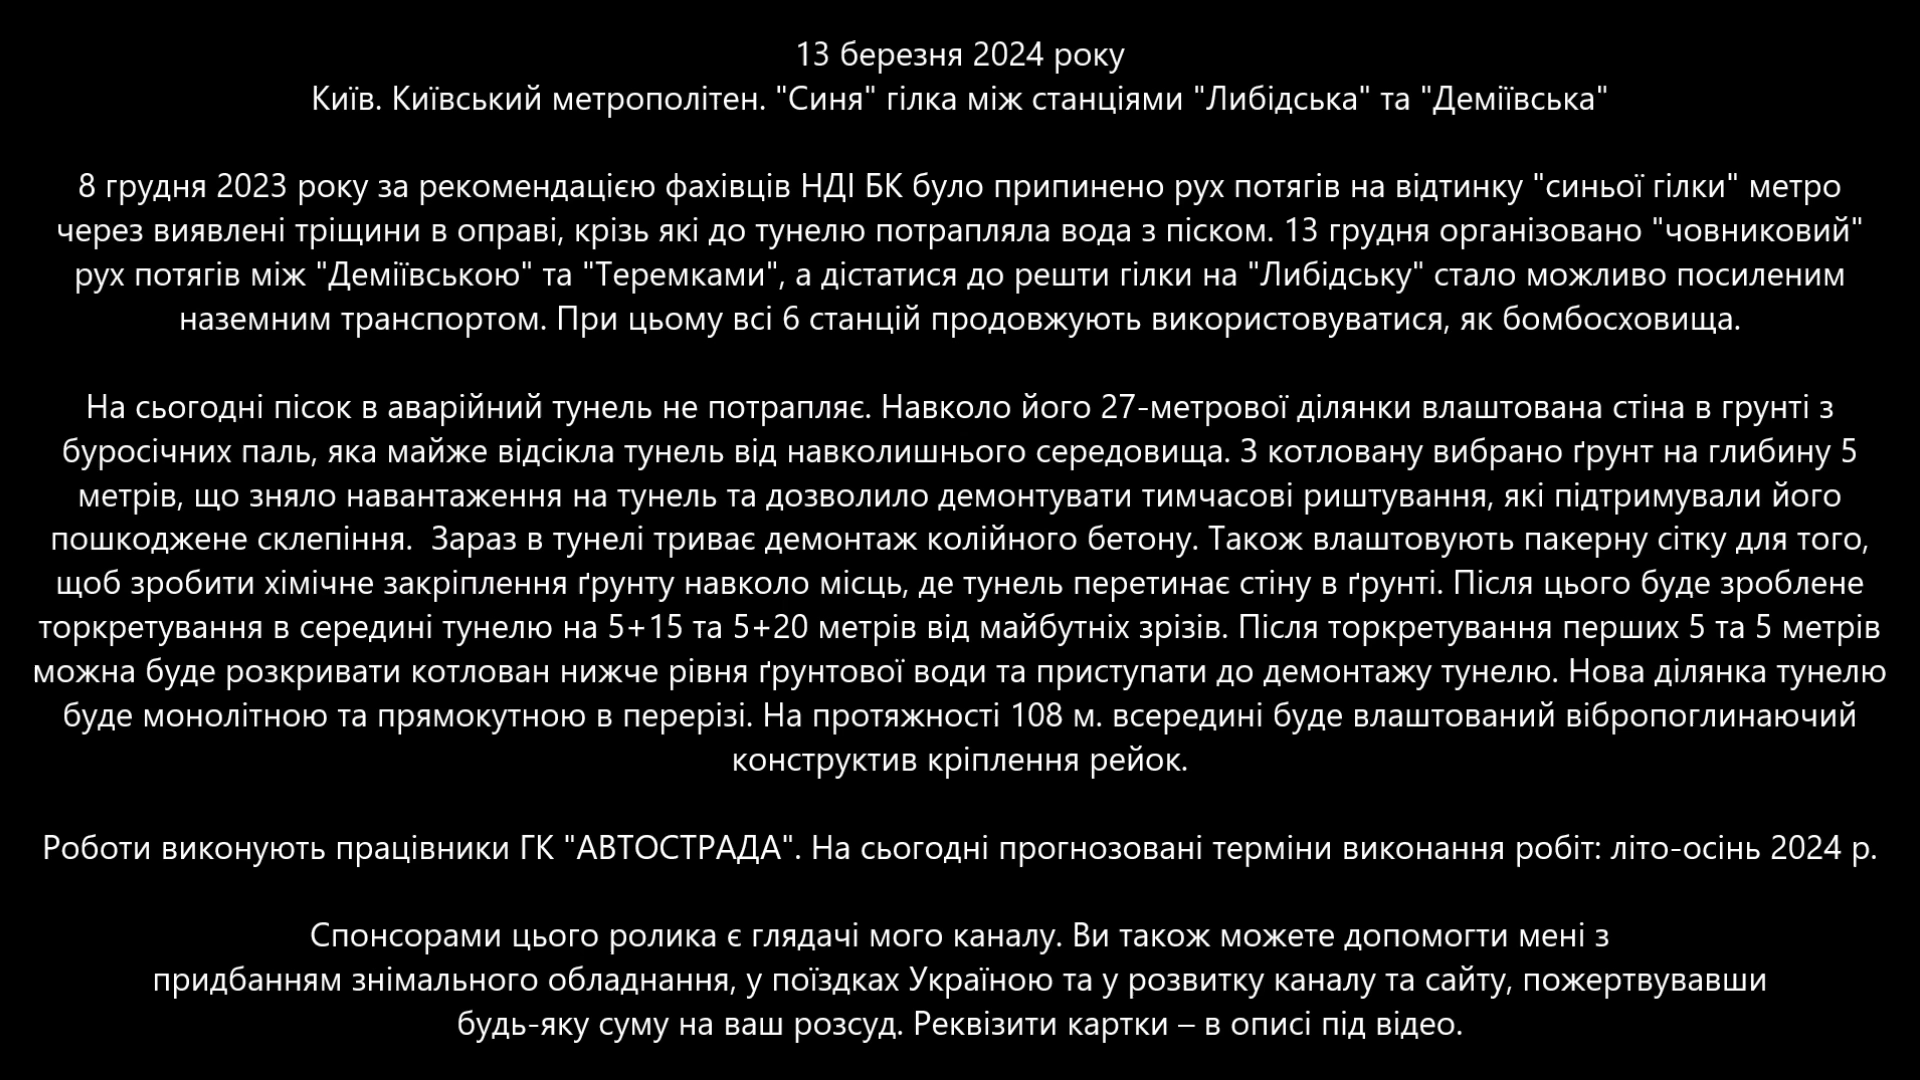 13 березня 2024 року
Київ. Київський метрополітен. "Синя" гілка між станціями "Либідська" та "Деміївська"
8 грудня 2023 року за рекомендацією фахівців НДІ БК було припинено рух потягів на відтинку "синьої гілки" метро
через виявлені тріщини в оправі, крізь які до тунелю потрапляла вода з піском. 13 грудня організовано "човниковий"
рух потягів між "Деміївською" та "Теремками", а дістатися до решти гілки на "Либідську" стало можливо посиленим
наземним транспортом. При цьому всі 6 станцій продовжують використовуватися, як бомбосховища.
На сьогодні пісок в аварійний тунель не потрапляє. Навколо його 27-метрової ділянки влаштована стіна в грунті з
буросічних паль, яка майже відсікла тунель від навколишнього середовища. З котловану вибрано ґрунт на глибину 5
метрів, що зняло навантаження на тунель та дозволило демонтувати тимчасові риштування, які підтримували його
пошкоджене склепіння.  Зараз в тунелі триває демонтаж колійного бетону. Також влаштовують пакерну сітку для того,
щоб зробити хімічне закріплення ґрунту навколо місць, де тунель перетинає стіну в ґрунті. Після цього буде зроблене
торкретування в середині тунелю на 5+15 та 5+20 метрів від майбутніх зрізів. Після торкретування перших 5 та 5 метрів
можна буде розкривати котлован нижче рівня ґрунтової води та приступати до демонтажу тунелю. Нова ділянка тунелю
буде монолітною та прямокутною в перерізі. На протяжності 108 м. всередині буде влаштований вібропоглинаючий
конструктив кріплення рейок.
Роботи виконують працівники ГК "АВТОСТРАДА". На сьогодні прогнозовані терміни виконання робіт: літо-осінь 2024 р.
Спонсорами цього ролика є глядачі мого каналу. Ви також можете допомогти мені з
придбанням знімального обладнання, у поїздках Україною та у розвитку каналу та сайту, пожертвувавши
будь-яку суму на ваш розсуд. Реквізити картки – в описі під відео.